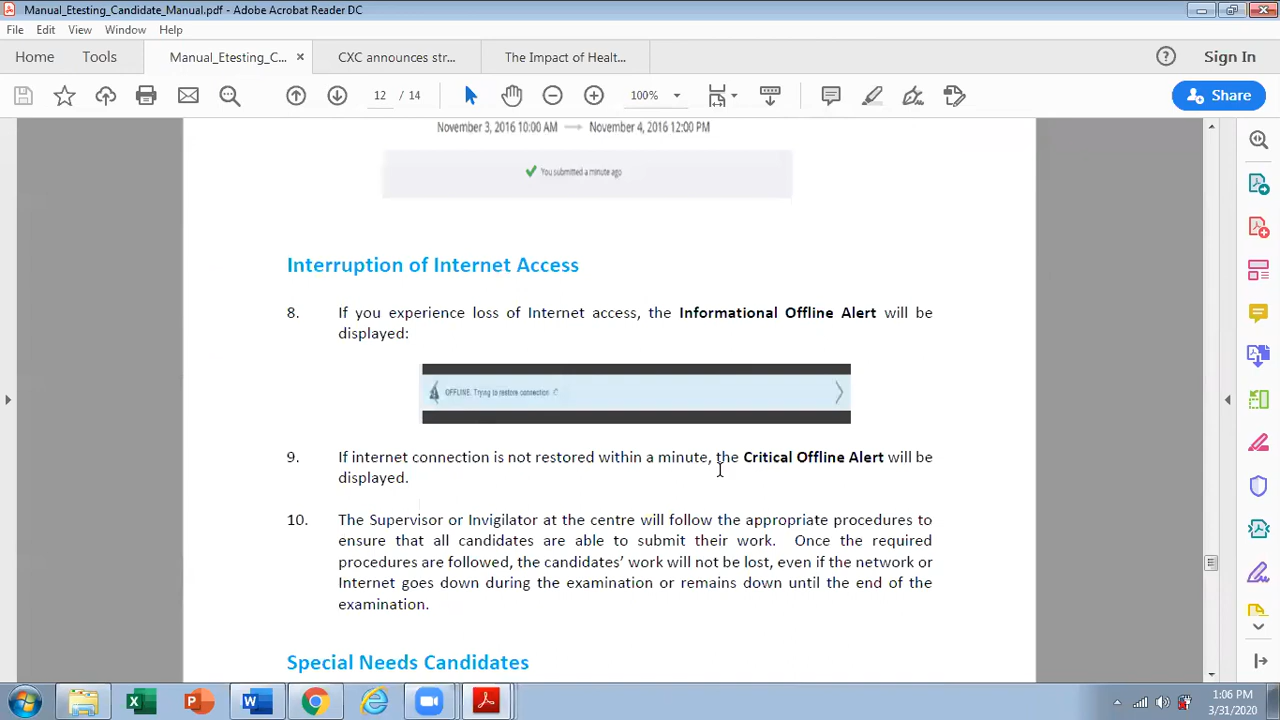 Manual_Etesting_Candidate_Manual.pdf - Adobe Acrobat Reader DC
File Edit View Window Help
Home Tools Manual_Etesting_C... × CXC announces str... The Impact of Healt... Sign In
12 / 14 100% Share
November 3, 2016 10:00 AM → November 4, 2016 12:00 PM
You submitted a minute ago
Interruption of Internet Access
8. If you experience loss of Internet access, the Informational Offline Alert will be
displayed:
OFFLINE. Trying to restore connection
9. If internet connection is not restored within a minute, the Critical Offline Alert will be
displayed.
10. The Supervisor or Invigilator at the centre will follow the appropriate procedures to
ensure that all candidates are able to submit their work. Once the required
procedures are followed, the candidates’ work will not be lost, even if the network or
Internet goes down during the examination or remains down until the end of the
examination.
Special Needs Candidates
1:06 PM
3/31/2020